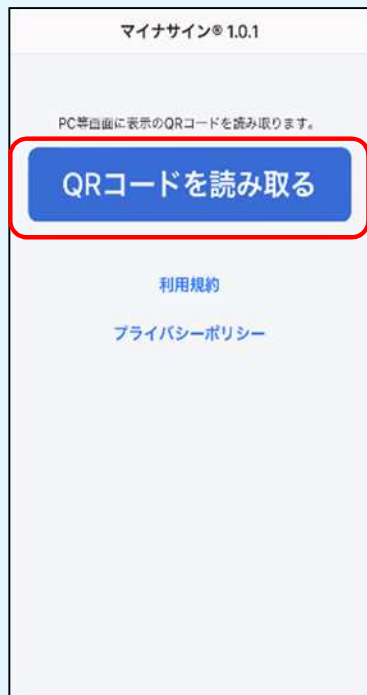 マイナサイン® 1.0.1
PC等画面に表示のQRコードを読み取ります。
QRコードを読み取る
利用規約
プライバシーポリシー